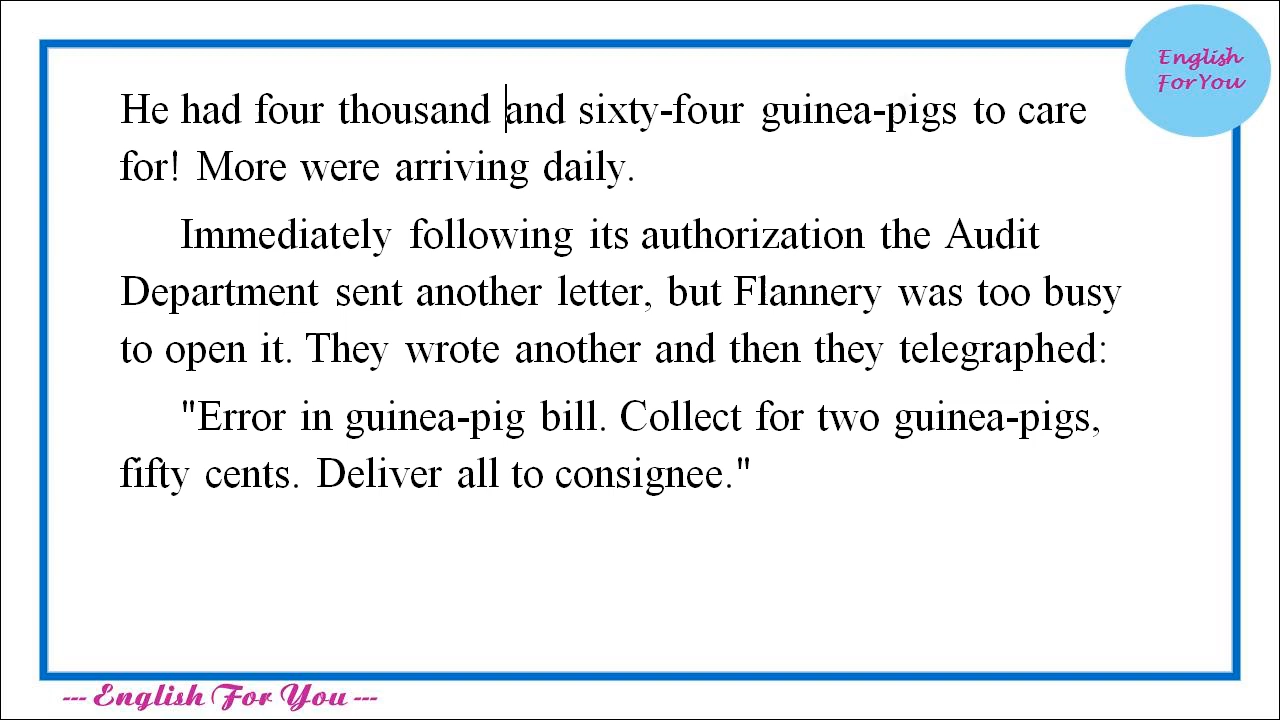 English
ForYou
He had four thousand and sixty-four guinea-pigs to care
for! More were arriving daily.
Immediately following its authorization the Audit
Department sent another letter, but Flannery was too busy
to open it. They wrote another and then they telegraphed:
"Error in guinea-pig bill. Collect for two guinea-pigs,
fifty cents. Deliver all to consignee."
--- English For You ---